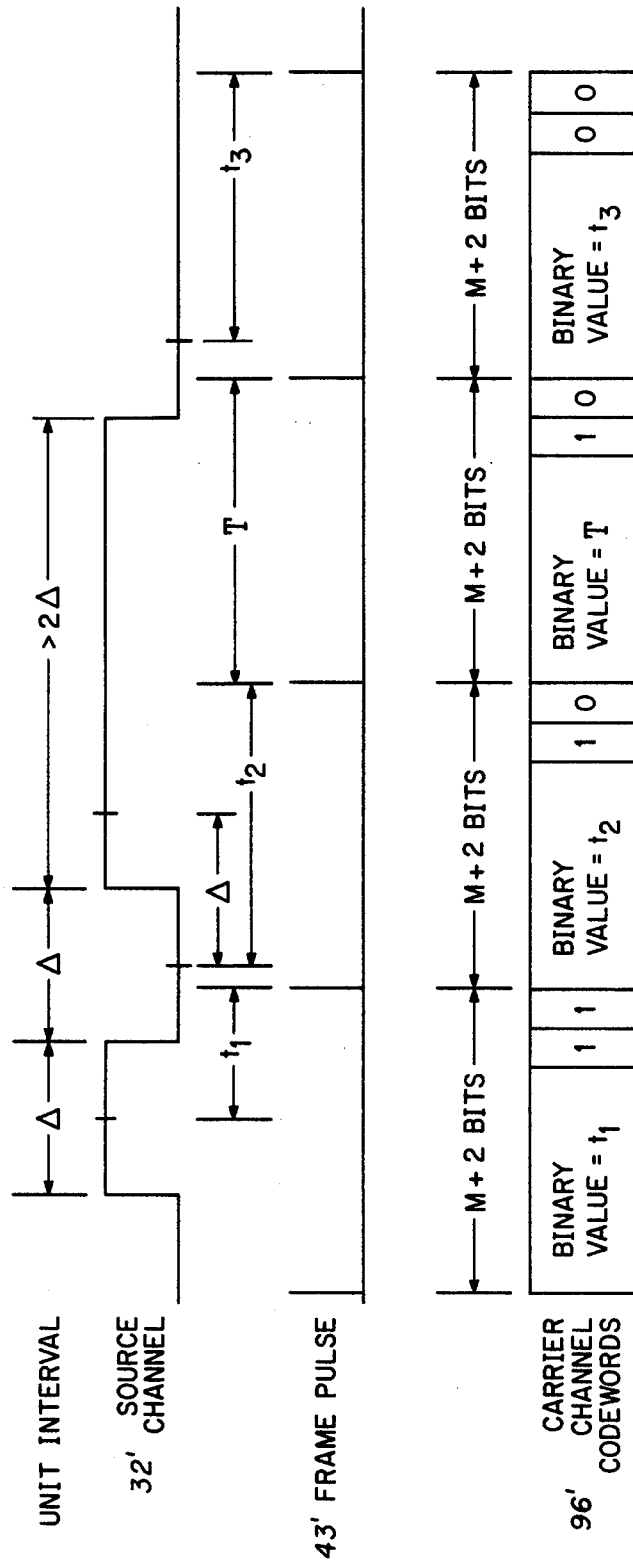 UNIT INTERVAL
Δ
Δ
>2Δ
32' SOURCE
CHANNEL
t1
Δ
t2
T
t3
43' FRAME PULSE
M+2 BITS
M+2 BITS
M+2 BITS
M+2 BITS
96' CARRIER
CHANNEL
CODEWORDS
BINARY
VALUE = t1
1
1
BINARY
VALUE = t2
1
0
BINARY
VALUE = T
1
0
BINARY
VALUE = t3
0
0